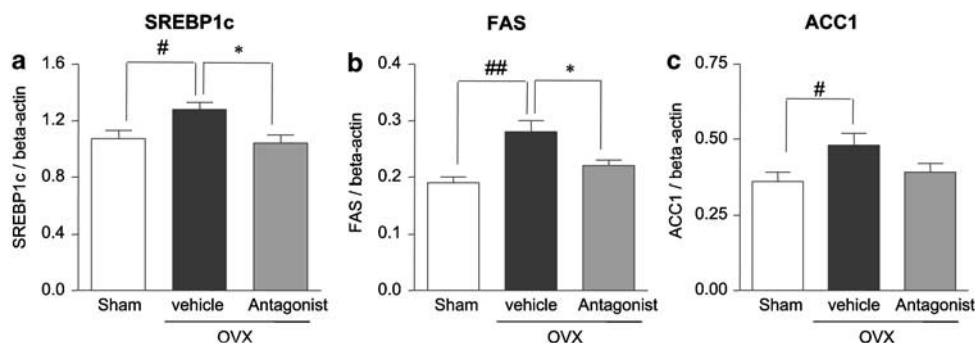 SREBP1c
a
SREBP1c / beta-actin
1.6
1.2
0.8
0.4
0.0
#
*
Sham
vehicle
Antagonist
OVX
FAS
b
FAS / beta-actin
0.4
0.3
0.2
0.1
0.0
##
*
Sham
vehicle
Antagonist
OVX
ACC1
c
ACC1 / beta-actin
0.75
0.50
0.25
0.00
#
Sham
vehicle
Antagonist
OVX